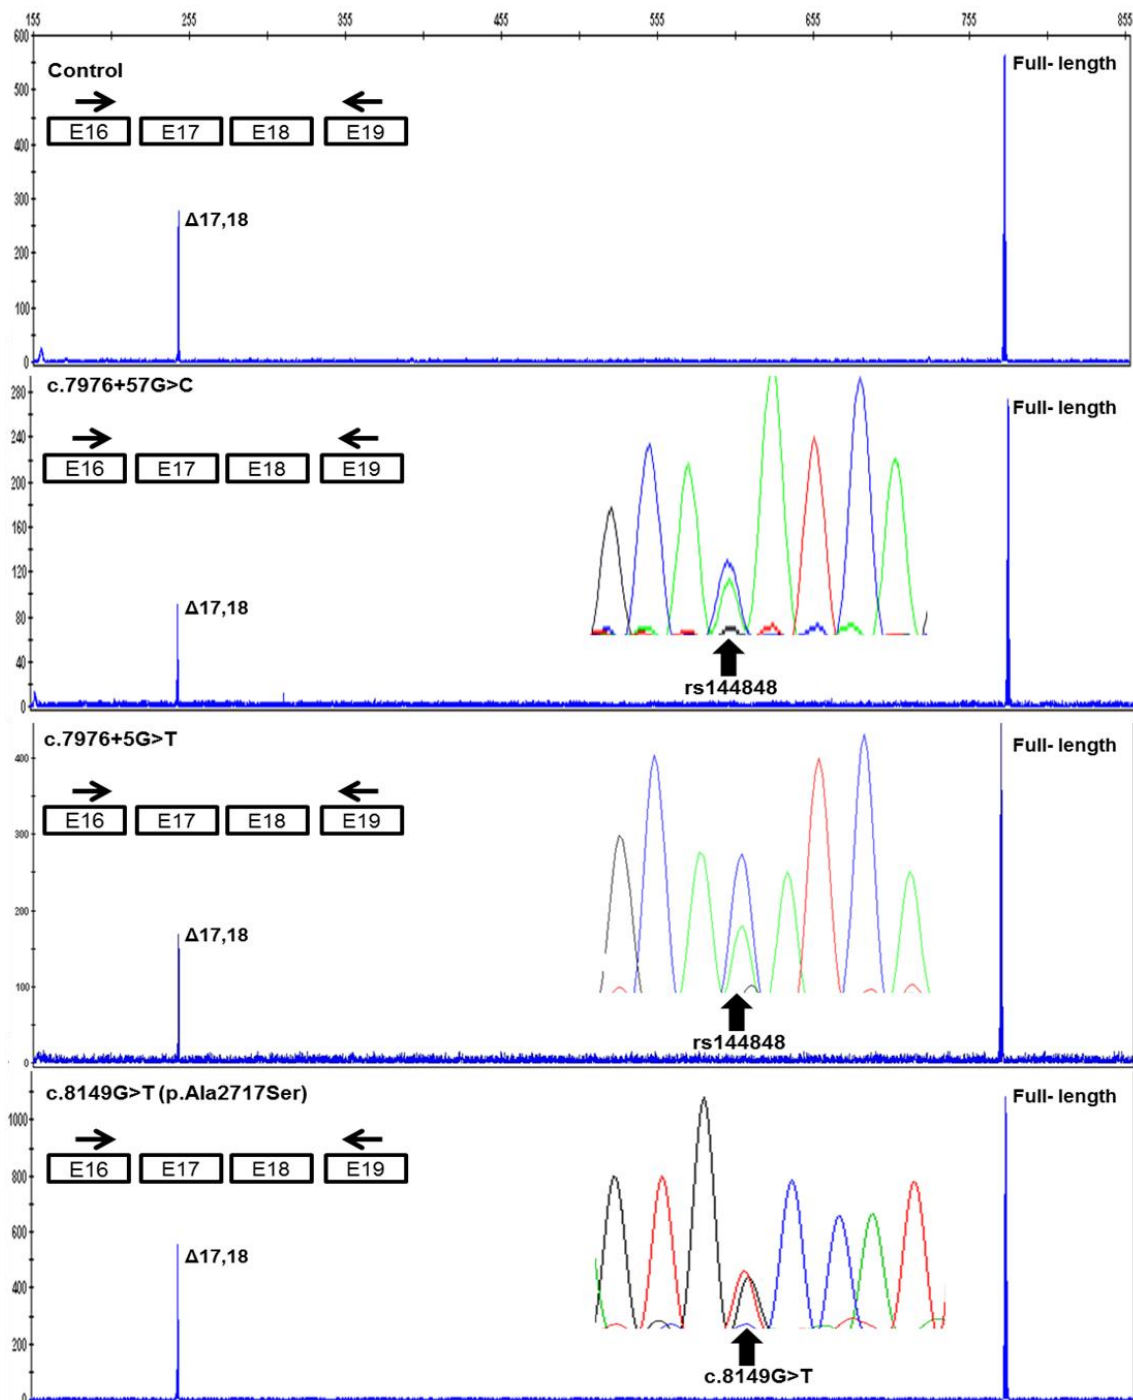 155 255 355 455 555 655 755 855
600
500
400
300
200
100
0
Control
Full- length
E16 E17 E18 E19
Δ17,18
280
240
200
160
120
80
40
0
c.7976+57G>C
Full- length
E16 E17 E18 E19
Δ17,18
rs144848
400
300
200
100
0
c.7976+5G>T
Full- length
E16 E17 E18 E19
Δ17,18
rs144848
1000
800
600
400
200
0
c.8149G>T (p.Ala2717Ser)
Full- length
E16 E17 E18 E19
Δ17,18
c.8149G>T